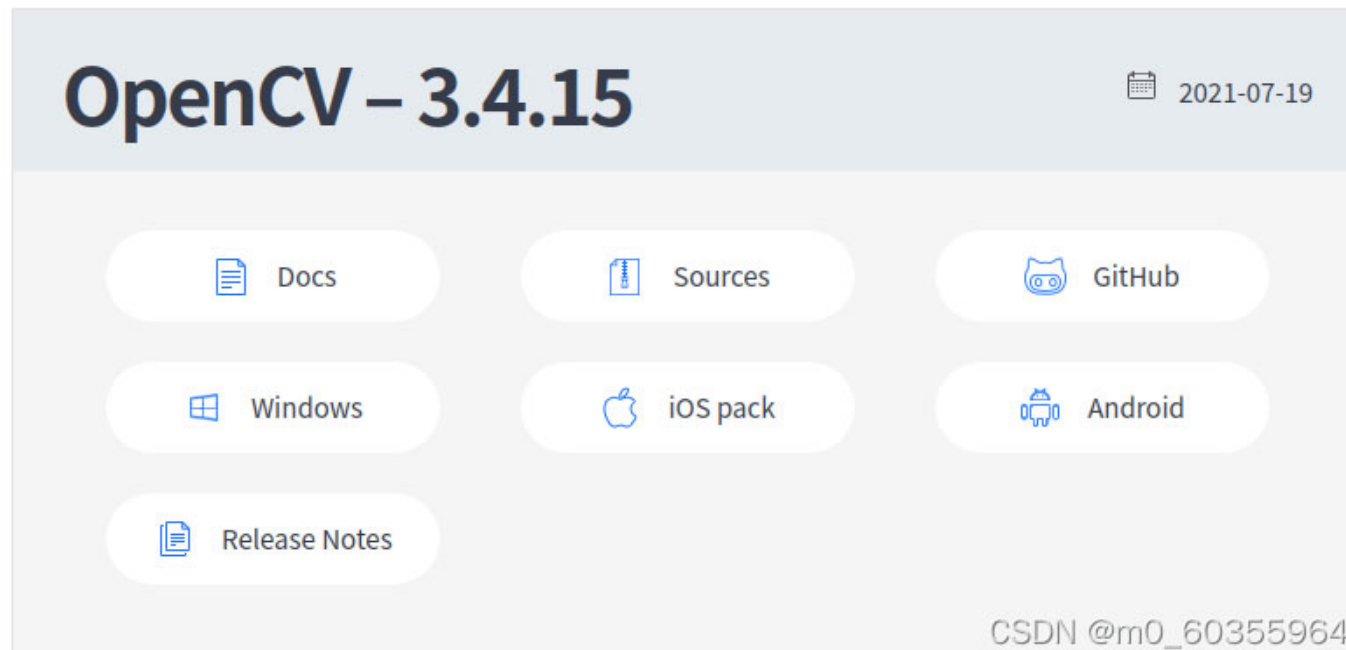 OpenCV – 3.4.15
2021-07-19
Docs
Sources
GitHub
Windows
iOS pack
Android
Release Notes
CSDN @m0_60355964